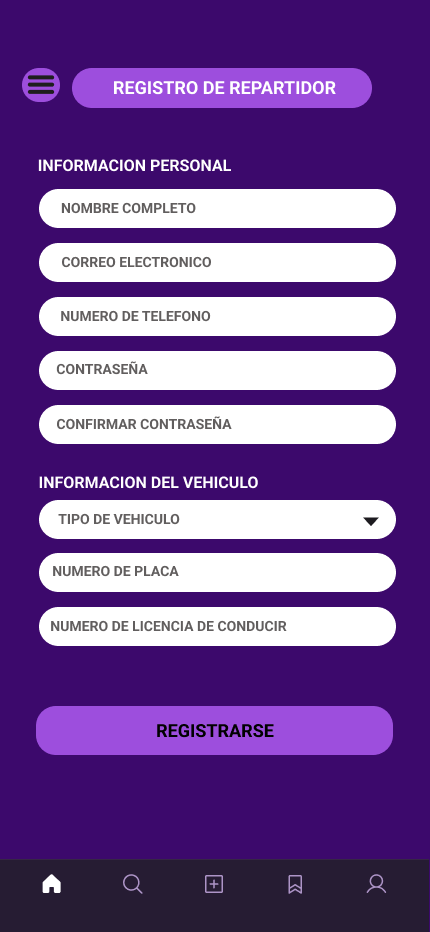 REGISTRO DE REPARTIDOR
INFORMACION PERSONAL
NOMBRE COMPLETO
CORREO ELECTRONICO
NUMERO DE TELEFONO
CONTRASEÑA
CONFIRMAR CONTRASEÑA
INFORMACION DEL VEHICULO
TIPO DE VEHICULO
NUMERO DE PLACA
NUMERO DE LICENCIA DE CONDUCIR
REGISTRARSE